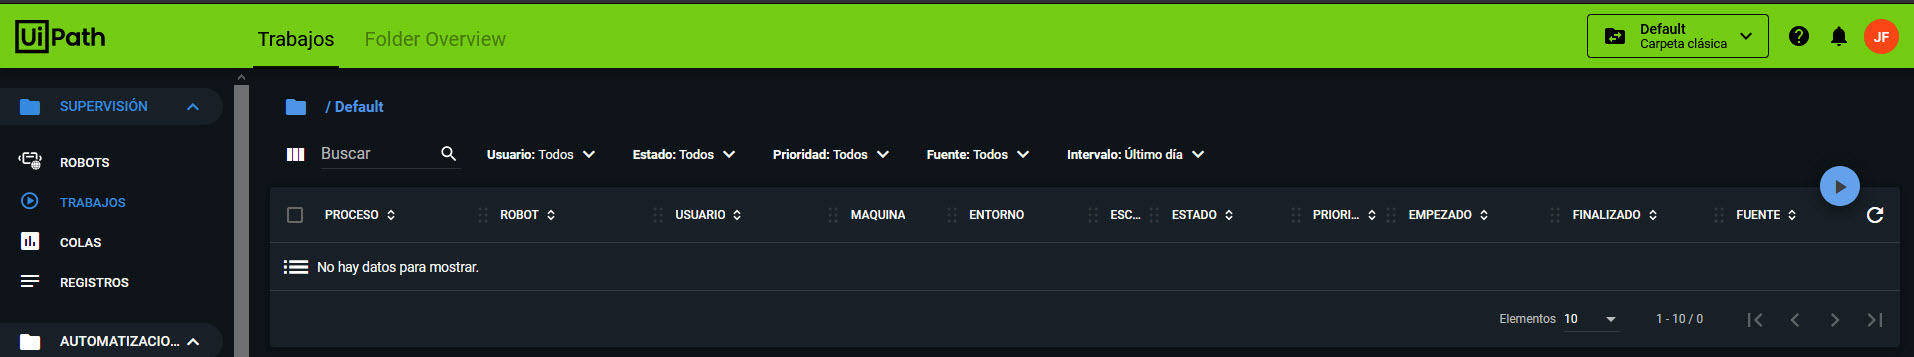 UiPath
Trabajos
Folder Overview
Default
Carpeta clásica
JF
SUPERVISIÓN
ROBOTS
TRABAJOS
COLAS
REGISTROS
AUTOMATIZACIO...
/ Default
Buscar
Usuario: Todos
Estado: Todos
Prioridad: Todos
Fuente: Todos
Intervalo: Último día
PROCESO
ROBOT
USUARIO
MAQUINA
ENTORNO
ESC...
ESTADO
PRIORI...
EMPEZADO
FINALIZADO
FUENTE
No hay datos para mostrar.
Elementos 10
1 - 10 / 0